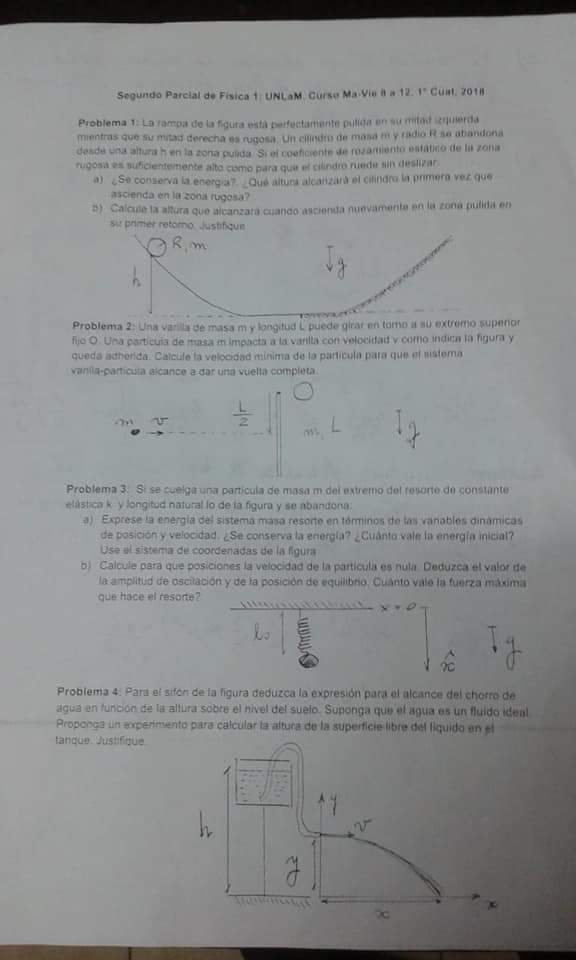 Segundo Parcial de Física 1; UNLaM. Curso Ma-Vie 8 a 12. 1° Cuat. 2018
Problema 1: La rampa de la figura está perfectamente pulida en su mitad izquierda
mientras que su mitad derecha es rugosa. Un cilindro de masa m y radio R se abandona
desde una altura h en la zona pulida. Si el coeficiente de rozamiento estático de la zona
rugosa es suficientemente alto como para que el cilindro ruede sin deslizar:
a) ¿Se conserva la energía?. ¿Qué altura alcanzará el cilindro la primera vez que
ascienda en la zona rugosa?
b) Calcule la altura que alcanzará cuando ascienda nuevamente en la zona pulida en
su primer retorno. Justifique
R, m
g
h
Problema 2: Una varilla de masa m y longitud L puede girar en torno a su extremo superior
fijo O. Una partícula de masa m impacta a la varilla con velocidad v como indica la figura y
queda adherida. Calcule la velocidad mínima de la partícula para que el sistema
varilla-partícula alcance a dar una vuelta completa.
O
m v
L
2
m, L
g
Problema 3: Si se cuelga una partícula de masa m del extremo del resorte de constante
elástica k y longitud natural lo de la figura y se abandona:
a) Exprese la energía del sistema masa resorte en términos de las variables dinámicas
de posición y velocidad. ¿Se conserva la energía? ¿Cuánto vale la energía inicial?
Use el sistema de coordenadas de la figura
b) Calcule para que posiciones la velocidad de la partícula es nula. Deduzca el valor de
la amplitud de oscilación y de la posición de equilibrio. Cuánto vale la fuerza máxima
que hace el resorte?
x=0
lo
x̂
g
Problema 4: Para el sifón de la figura deduzca la expresión para el alcance del chorro de
agua en función de la altura sobre el nivel del suelo. Suponga que el agua es un fluido ideal.
Proponga un experimento para calcular la altura de la superficie libre del líquido en el
tanque. Justifique.
y
v
h
y
x
x